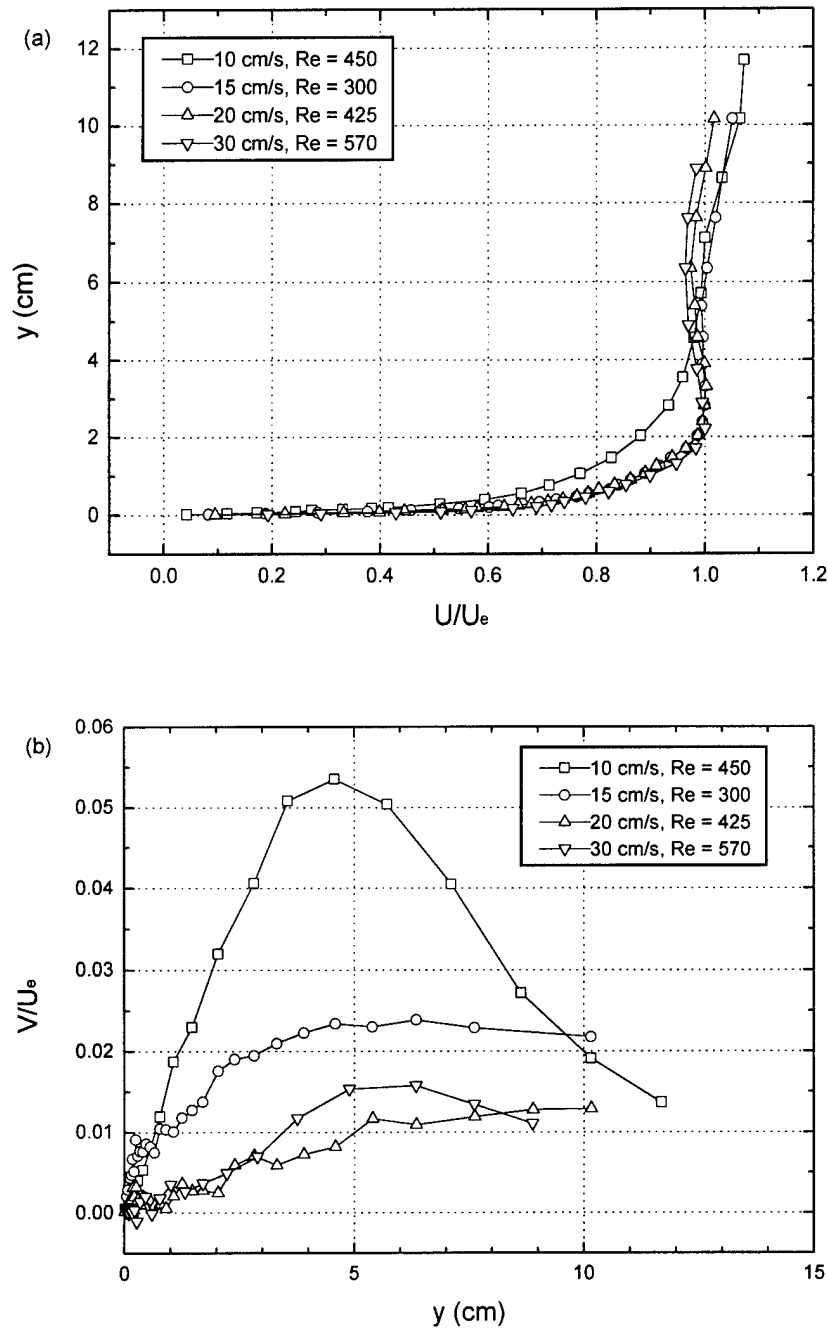 (a)
12
10
8
6
4
2
0
y (cm)
10 cm/s, Re = 450
15 cm/s, Re = 300
20 cm/s, Re = 425
30 cm/s, Re = 570
0.0 0.2 0.4 0.6 0.8 1.0 1.2
U/Ue
(b)
0.06
0.05
0.04
0.03
0.02
0.01
0.00
V/Ue
10 cm/s, Re = 450
15 cm/s, Re = 300
20 cm/s, Re = 425
30 cm/s, Re = 570
0 5 10 15
y (cm)